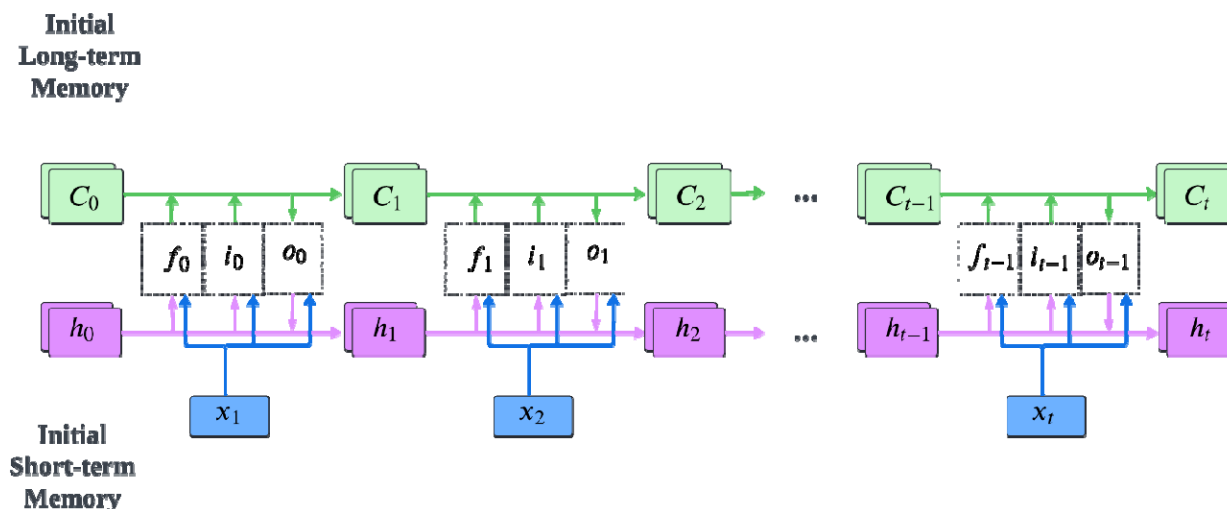 Initial
Long-term
Memory
C₀ C₁ C₂ ... Cₜ₋₁ Cₜ
f₀ i₀ o₀ f₁ i₁ o₁ fₜ₋₁ iₜ₋₁ oₜ₋₁
h₀ h₁ h₂ ... hₜ₋₁ hₜ
x₁ x₂ xₜ
Initial
Short-term
Memory